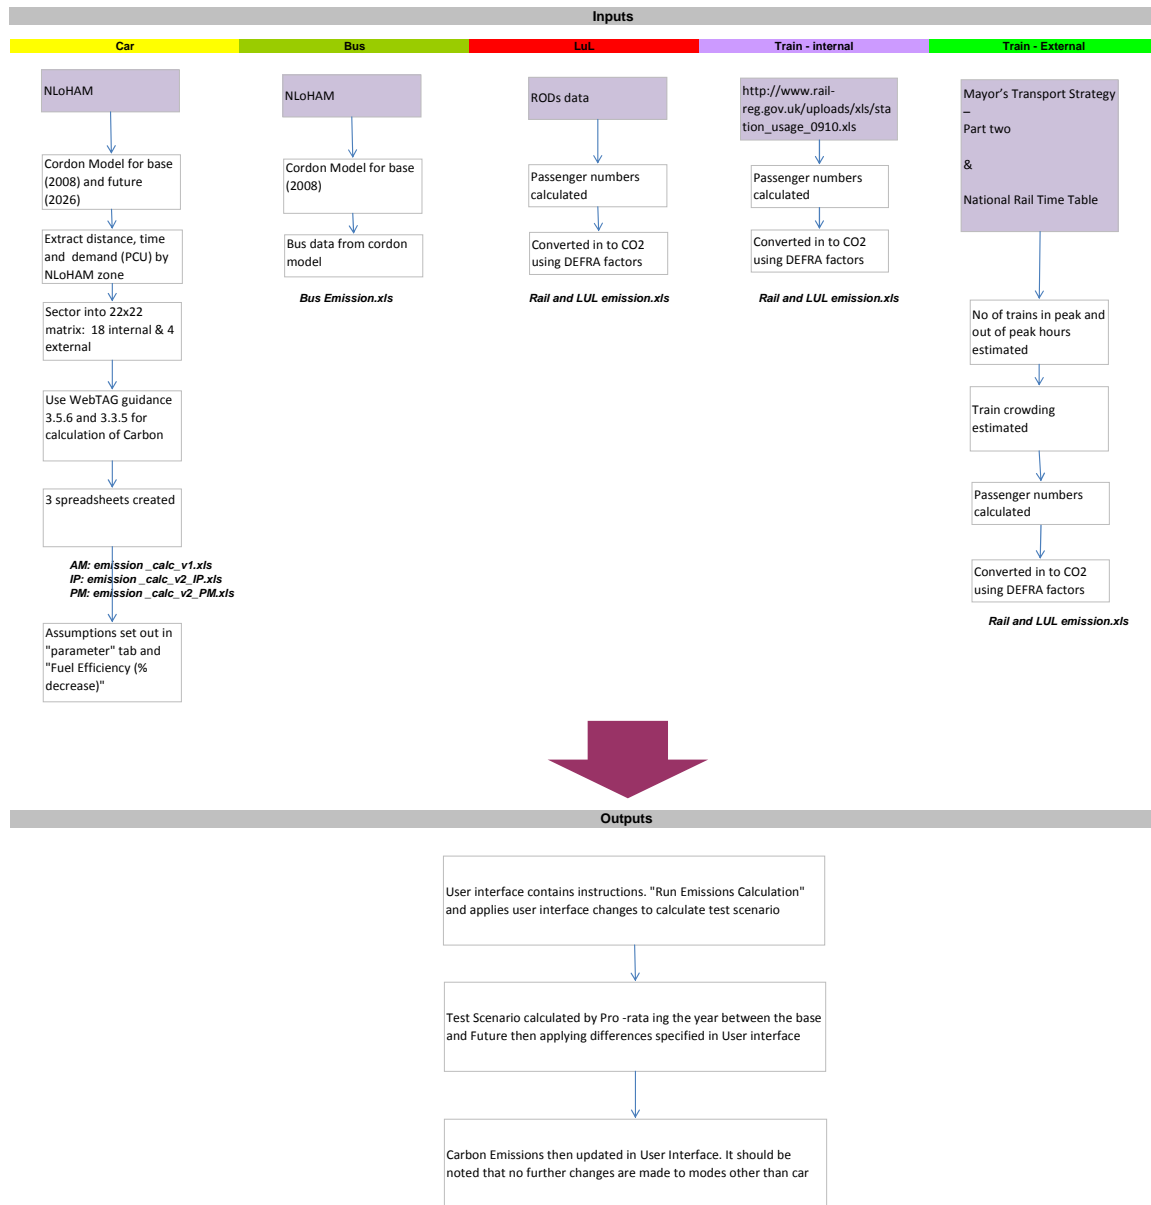 Inputs
Car
Bus
LuL
Train - internal
Train - External
NLoHAM
Cordon Model for base
(2008) and future
(2026)
Extract distance, time
and  demand (PCU) by
NLoHAM zone
Sector into 22x22
matrix:  18 internal & 4
external
Use WebTAG guidance
3.5.6 and 3.3.5 for
calculation of Carbon
3 spreadsheets created
AM: emission _calc_v1.xls
IP: emission _calc_v2_IP.xls
PM: emission _calc_v2_PM.xls
Assumptions set out in
"parameter" tab and
"Fuel Efficiency (%
decrease)"
NLoHAM
Cordon Model for base
(2008)
Bus data from cordon
model
Bus Emission.xls
RODs data
Passenger numbers
calculated
Converted in to CO2
using DEFRA factors
Rail and LUL emission.xls
http://www.rail-
reg.gov.uk/uploads/xls/sta
tion_usage_0910.xls
Passenger numbers
calculated
Converted in to CO2
using DEFRA factors
Rail and LUL emission.xls
Mayor's Transport Strategy
–
Part two
&
National Rail Time Table
No of trains in peak and
out of peak hours
estimated
Train crowding
estimated
Passenger numbers
calculated
Converted in to CO2
using DEFRA factors
Rail and LUL emission.xls
Outputs
User interface contains instructions. "Run Emissions Calculation"
and applies user interface changes to calculate test scenario
Test Scenario calculated by Pro -rata ing the year between the base
and Future then applying differences specified in User interface
Carbon Emissions then updated in User Interface. It should be
noted that no further changes are made to modes other than car